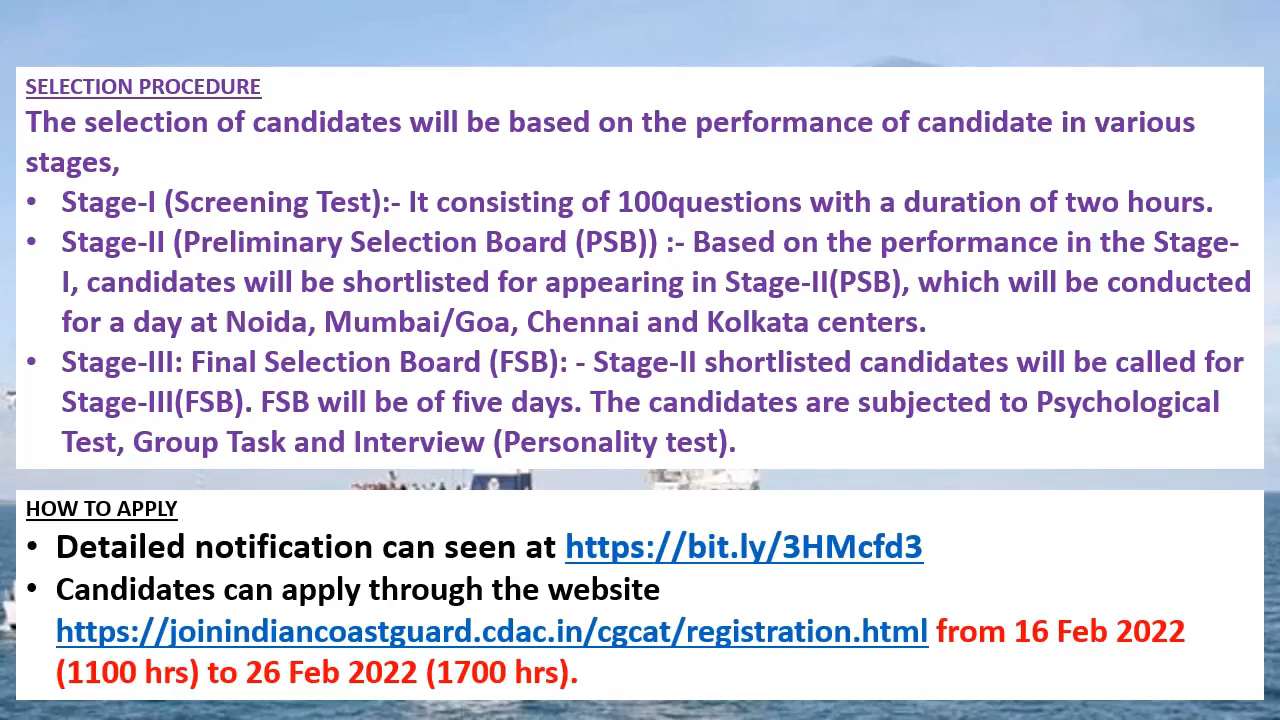 SELECTION PROCEDURE
The selection of candidates will be based on the performance of candidate in various
stages,
• Stage-I (Screening Test):- It consisting of 100questions with a duration of two hours.
• Stage-II (Preliminary Selection Board (PSB)) :- Based on the performance in the Stage-
I, candidates will be shortlisted for appearing in Stage-II(PSB), which will be conducted
for a day at Noida, Mumbai/Goa, Chennai and Kolkata centers.
• Stage-III: Final Selection Board (FSB): - Stage-II shortlisted candidates will be called for
Stage-III(FSB). FSB will be of five days. The candidates are subjected to Psychological
Test, Group Task and Interview (Personality test).
HOW TO APPLY
• Detailed notification can seen at https://bit.ly/3HMcfd3
• Candidates can apply through the website
https://joinindiancoastguard.cdac.in/cgcat/registration.html from 16 Feb 2022
(1100 hrs) to 26 Feb 2022 (1700 hrs).